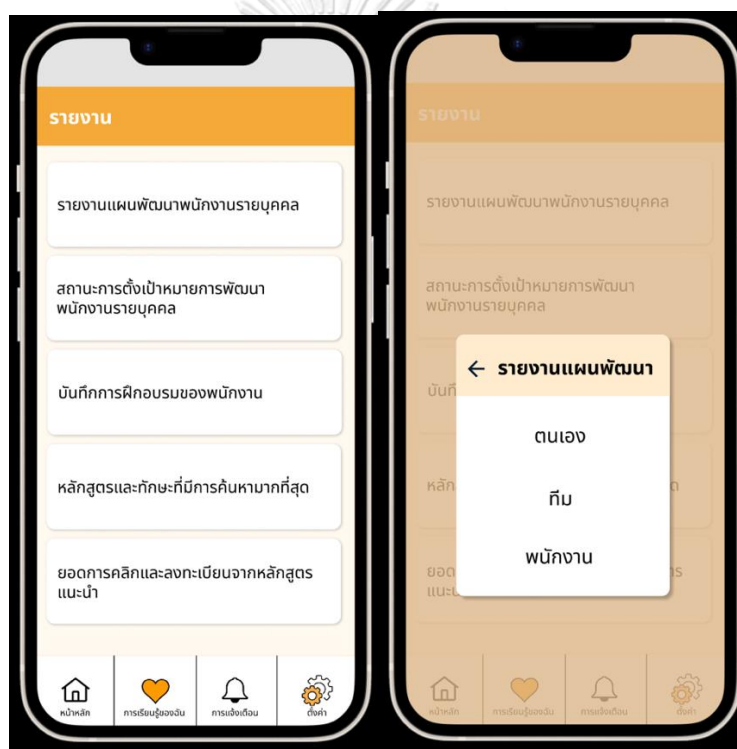 รายงาน
รายงานแผนพัฒนาพนักงานรายบุคคล
สถานะการตั้งเป้าหมายการพัฒนา
พนักงานรายบุคคล
บันทึกการฝึกอบรมของพนักงาน
หลักสูตรและทักษะที่มีการค้นหามากที่สุด
ยอดการคลิกและลงทะเบียนจากหลักสูตร
แนะนำ
หน้าหลัก
การเรียนรู้ของฉัน
การแจ้งเตือน
ตั้งค่า
รายงาน
รายงานแผนพัฒนาพนักงานรายบุคคล
สถานะการตั้งเป้าหมายการพัฒนา
พนักงานรายบุคคล
← รายงานแผนพัฒนา
ตนเอง
ทีม
พนักงาน
หน้าหลัก
การเรียนรู้ของฉัน
การแจ้งเตือน
ตั้งค่า